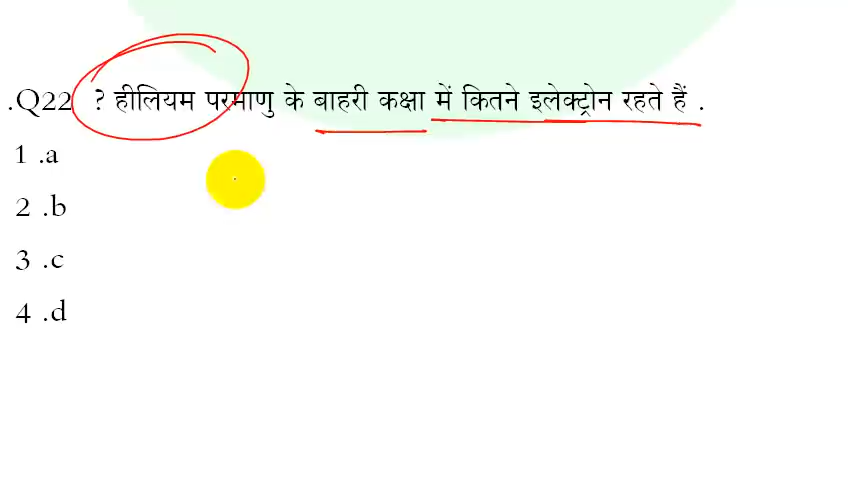 .Q22 ? हीलियम परमाणु के बाहरी कक्षा में कितने इलेक्ट्रोन रहते हैं .
1 .a
2 .b
3 .c
4 .d